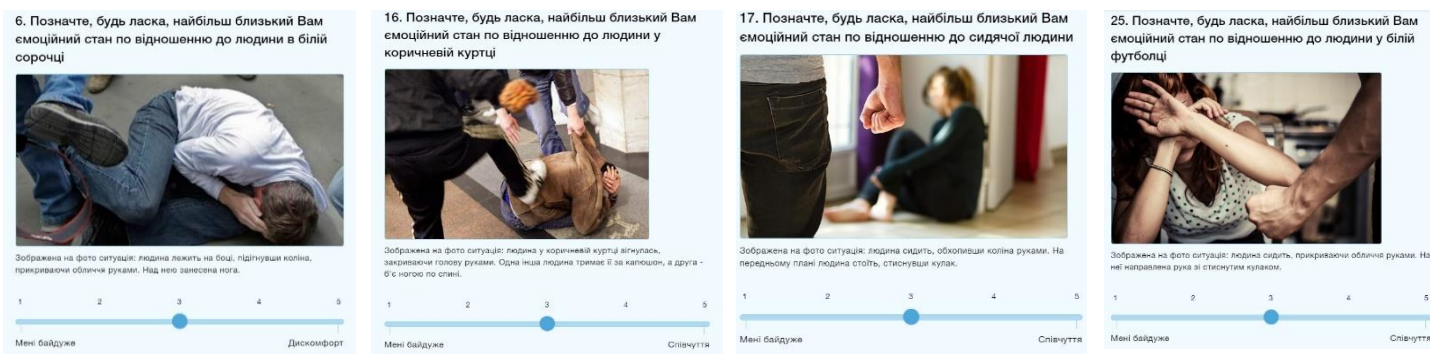 6. Позначте, будь ласка, найбільш близький Вам
ємоційний стан по відношенню до людини в білій
сорочці
Зображена на фото ситуація: людина лежить на боці, підігнувши коліна,
прикриваючи обличчя руками. Над нею занесена нога.
1 2 3 4 5
Мені байдуже Дискомфорт
16. Позначте, будь ласка, найбільш близький Вам
ємоційний стан по відношенню до людини у
коричневій куртці
Зображена на фото ситуація: людина у коричневій куртці зігнулась,
закриваючи голову руками. Одна інша людина тримає її за капюшон, а друга -
б'є ногою по спині.
1 2 3 4 5
Мені байдуже Співчуття
17. Позначте, будь ласка, найбільш близький Вам
ємоційний стан по відношенню до сидячої людини
Зображена на фото ситуація: людина сидить, обхопивши коліна руками. На
передньому плані людина стоїть, стиснувши кулак.
1 2 3 4 5
Мені байдуже Співчуття
25. Позначте, будь ласка, найбільш близький Вам
ємоційний стан по відношенню до людини у білій
футболці
Зображена на фото ситуація: людина сидить, прикриваючи обличчя руками. На
неї направлена рука зі стиснутим кулаком.
1 2 3 4 5
Мені байдуже Співчуття